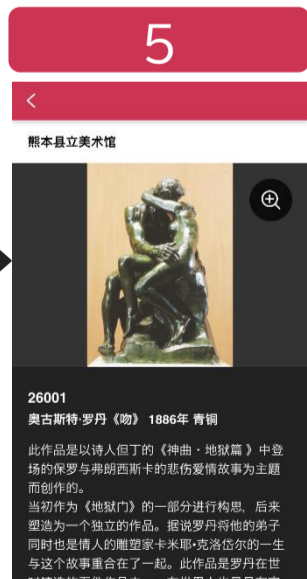 5
熊本县立美术馆
26001
奥古斯特·罗丹《吻》 1886年 青铜
此作品是以诗人但丁的《神曲・地狱篇 》中登
场的保罗与弗朗西斯卡的悲伤爱情故事为主题
而创作的。
当初作为《地狱门》的一部分进行构思，后来
塑造为一个独立的作品。据说罗丹将他的弟子
同时也是情人的雕塑家卡米耶•克洛岱尔的一生
与这个故事重合在了一起。此作品是罗丹在世